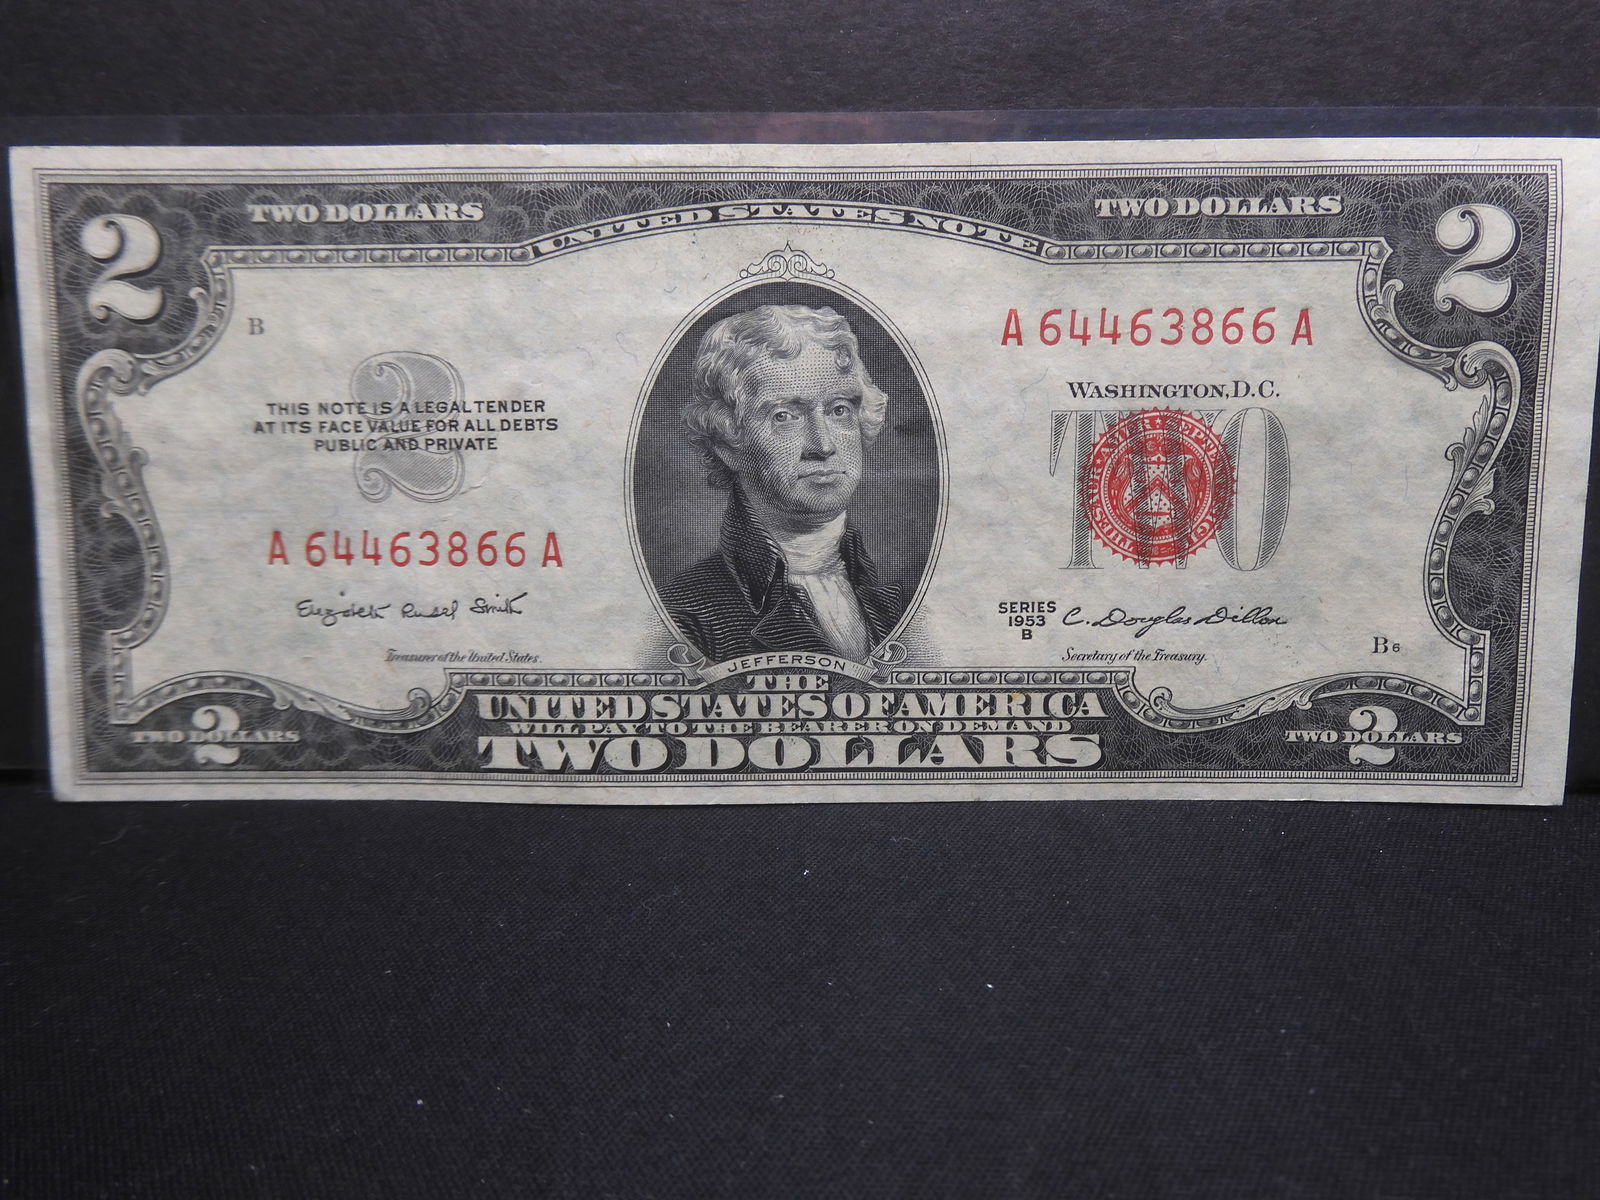 2 TWO DOLLARS UNITED STATES NOTE TWO DOLLARS 2
B
A 64463866 A
WASHINGTON, D.C.
2
THIS NOTE IS A LEGAL TENDER
AT ITS FACE VALUE FOR ALL DEBTS
PUBLIC AND PRIVATE
TWO
A 64463866 A
Elizabeth Rudel Smith
Treasurer of the United States.
SERIES
1953
B
C. Douglas Dillon
Secretary of the Treasury.
B6
JEFFERSON
THE
UNITED STATES OF AMERICA
WILL PAY TO THE BEARER ON DEMAND
TWO DOLLARS
2
TWO DOLLARS
2
TWO DOLLARS